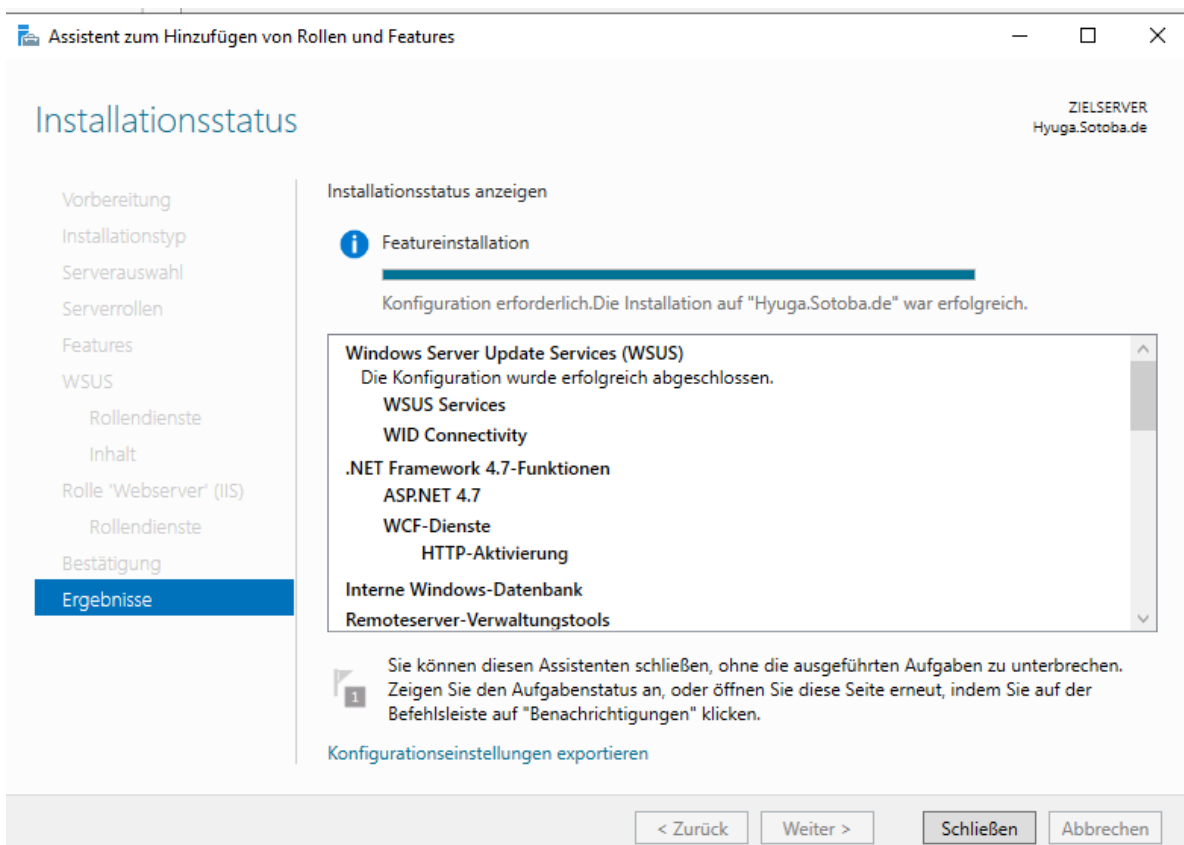 Assistent zum Hinzufügen von Rollen und Features
Installationsstatus
ZIELSERVER
Hyuga.Sotoba.de
Vorbereitung
Installationstyp
Serverauswahl
Serverrollen
Features
WSUS
Rollendienste
Inhalt
Rolle "Webserver" (IIS)
Rollendienste
Bestätigung
Ergebnisse
Installationsstatus anzeigen
Featureinstallation
Konfiguration erforderlich.Die Installation auf "Hyuga.Sotoba.de" war erfolgreich.
Windows Server Update Services (WSUS)
Die Konfiguration wurde erfolgreich abgeschlossen.
WSUS Services
WID Connectivity
.NET Framework 4.7-Funktionen
ASP.NET 4.7
WCF-Dienste
HTTP-Aktivierung
Interne Windows-Datenbank
Remoteserver-Verwaltungstools
1
Sie können diesen Assistenten schließen, ohne die ausgeführten Aufgaben zu unterbrechen.
Zeigen Sie den Aufgabenstatus an, oder öffnen Sie diese Seite erneut, indem Sie auf der
Befehlsleiste auf "Benachrichtigungen" klicken.
Konfigurationseinstellungen exportieren
< Zurück
Weiter >
Schließen
Abbrechen